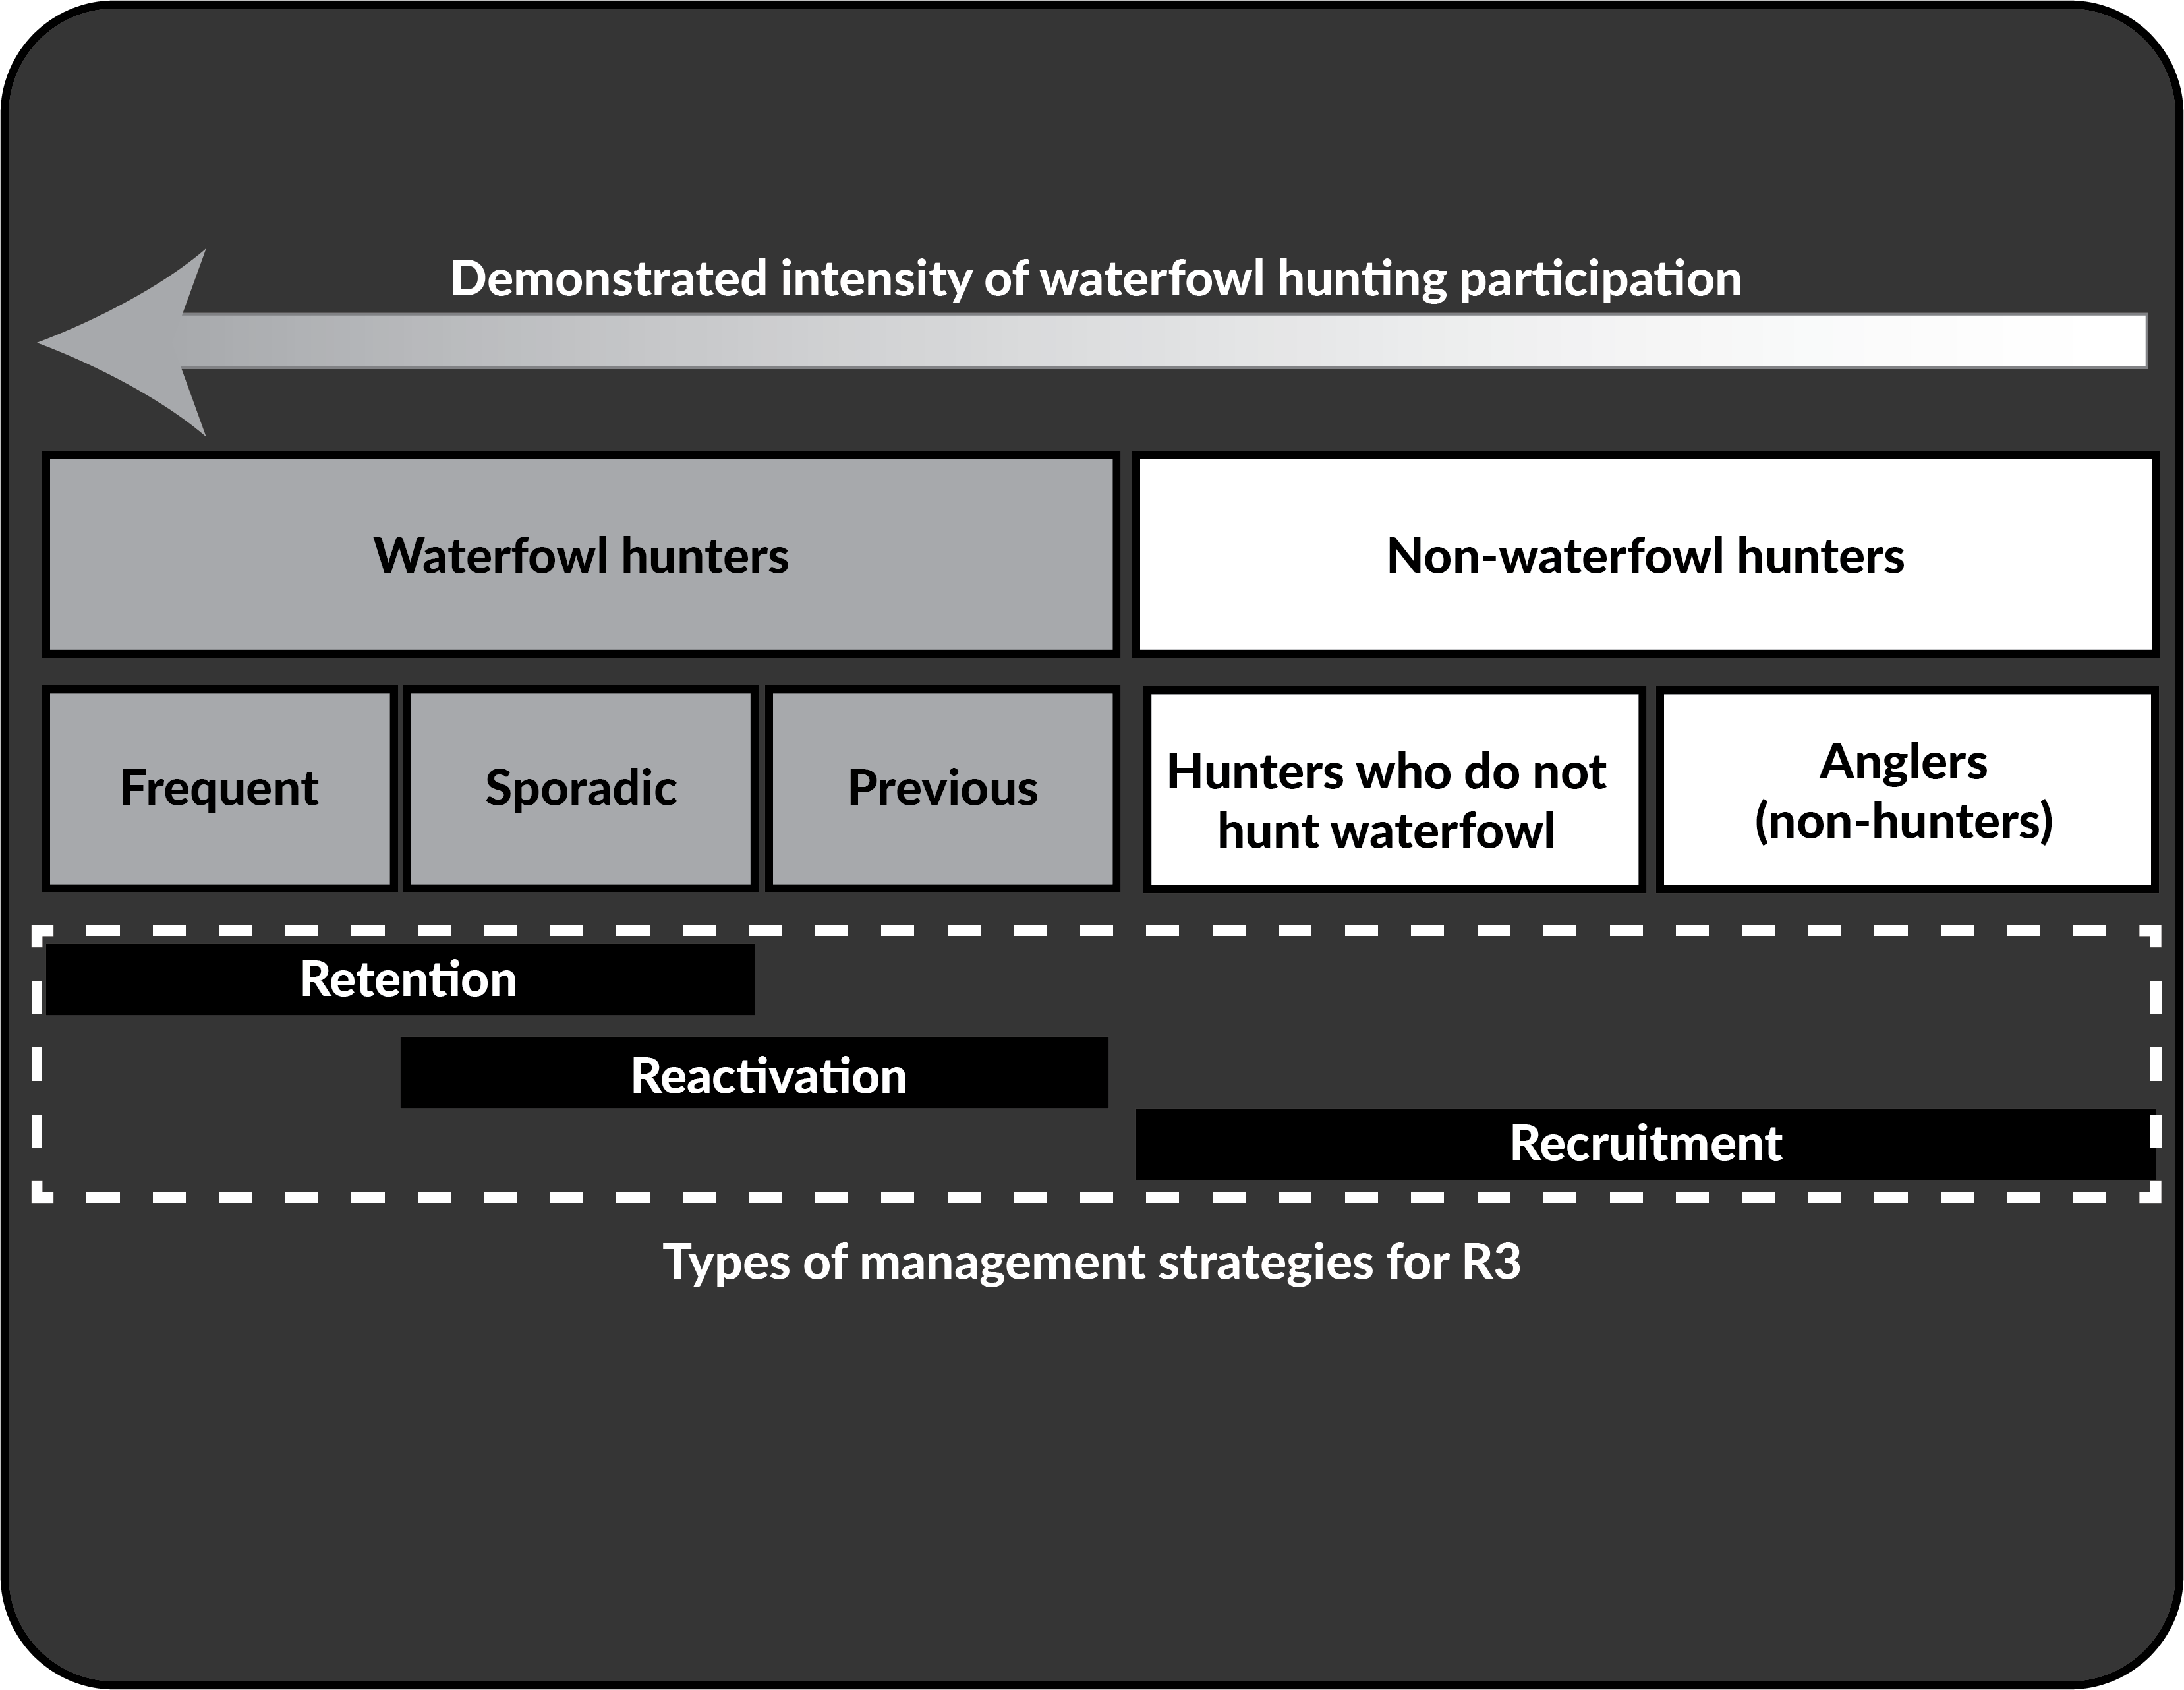 Demonstrated intensity of waterfowl hunting participation
Waterfowl hunters
Non-waterfowl hunters
Frequent
Sporadic
Previous
Hunters who do not
hunt waterfowl
Anglers
(non-hunters)
Retention
Reactivation
Recruitment
Types of management strategies for R3